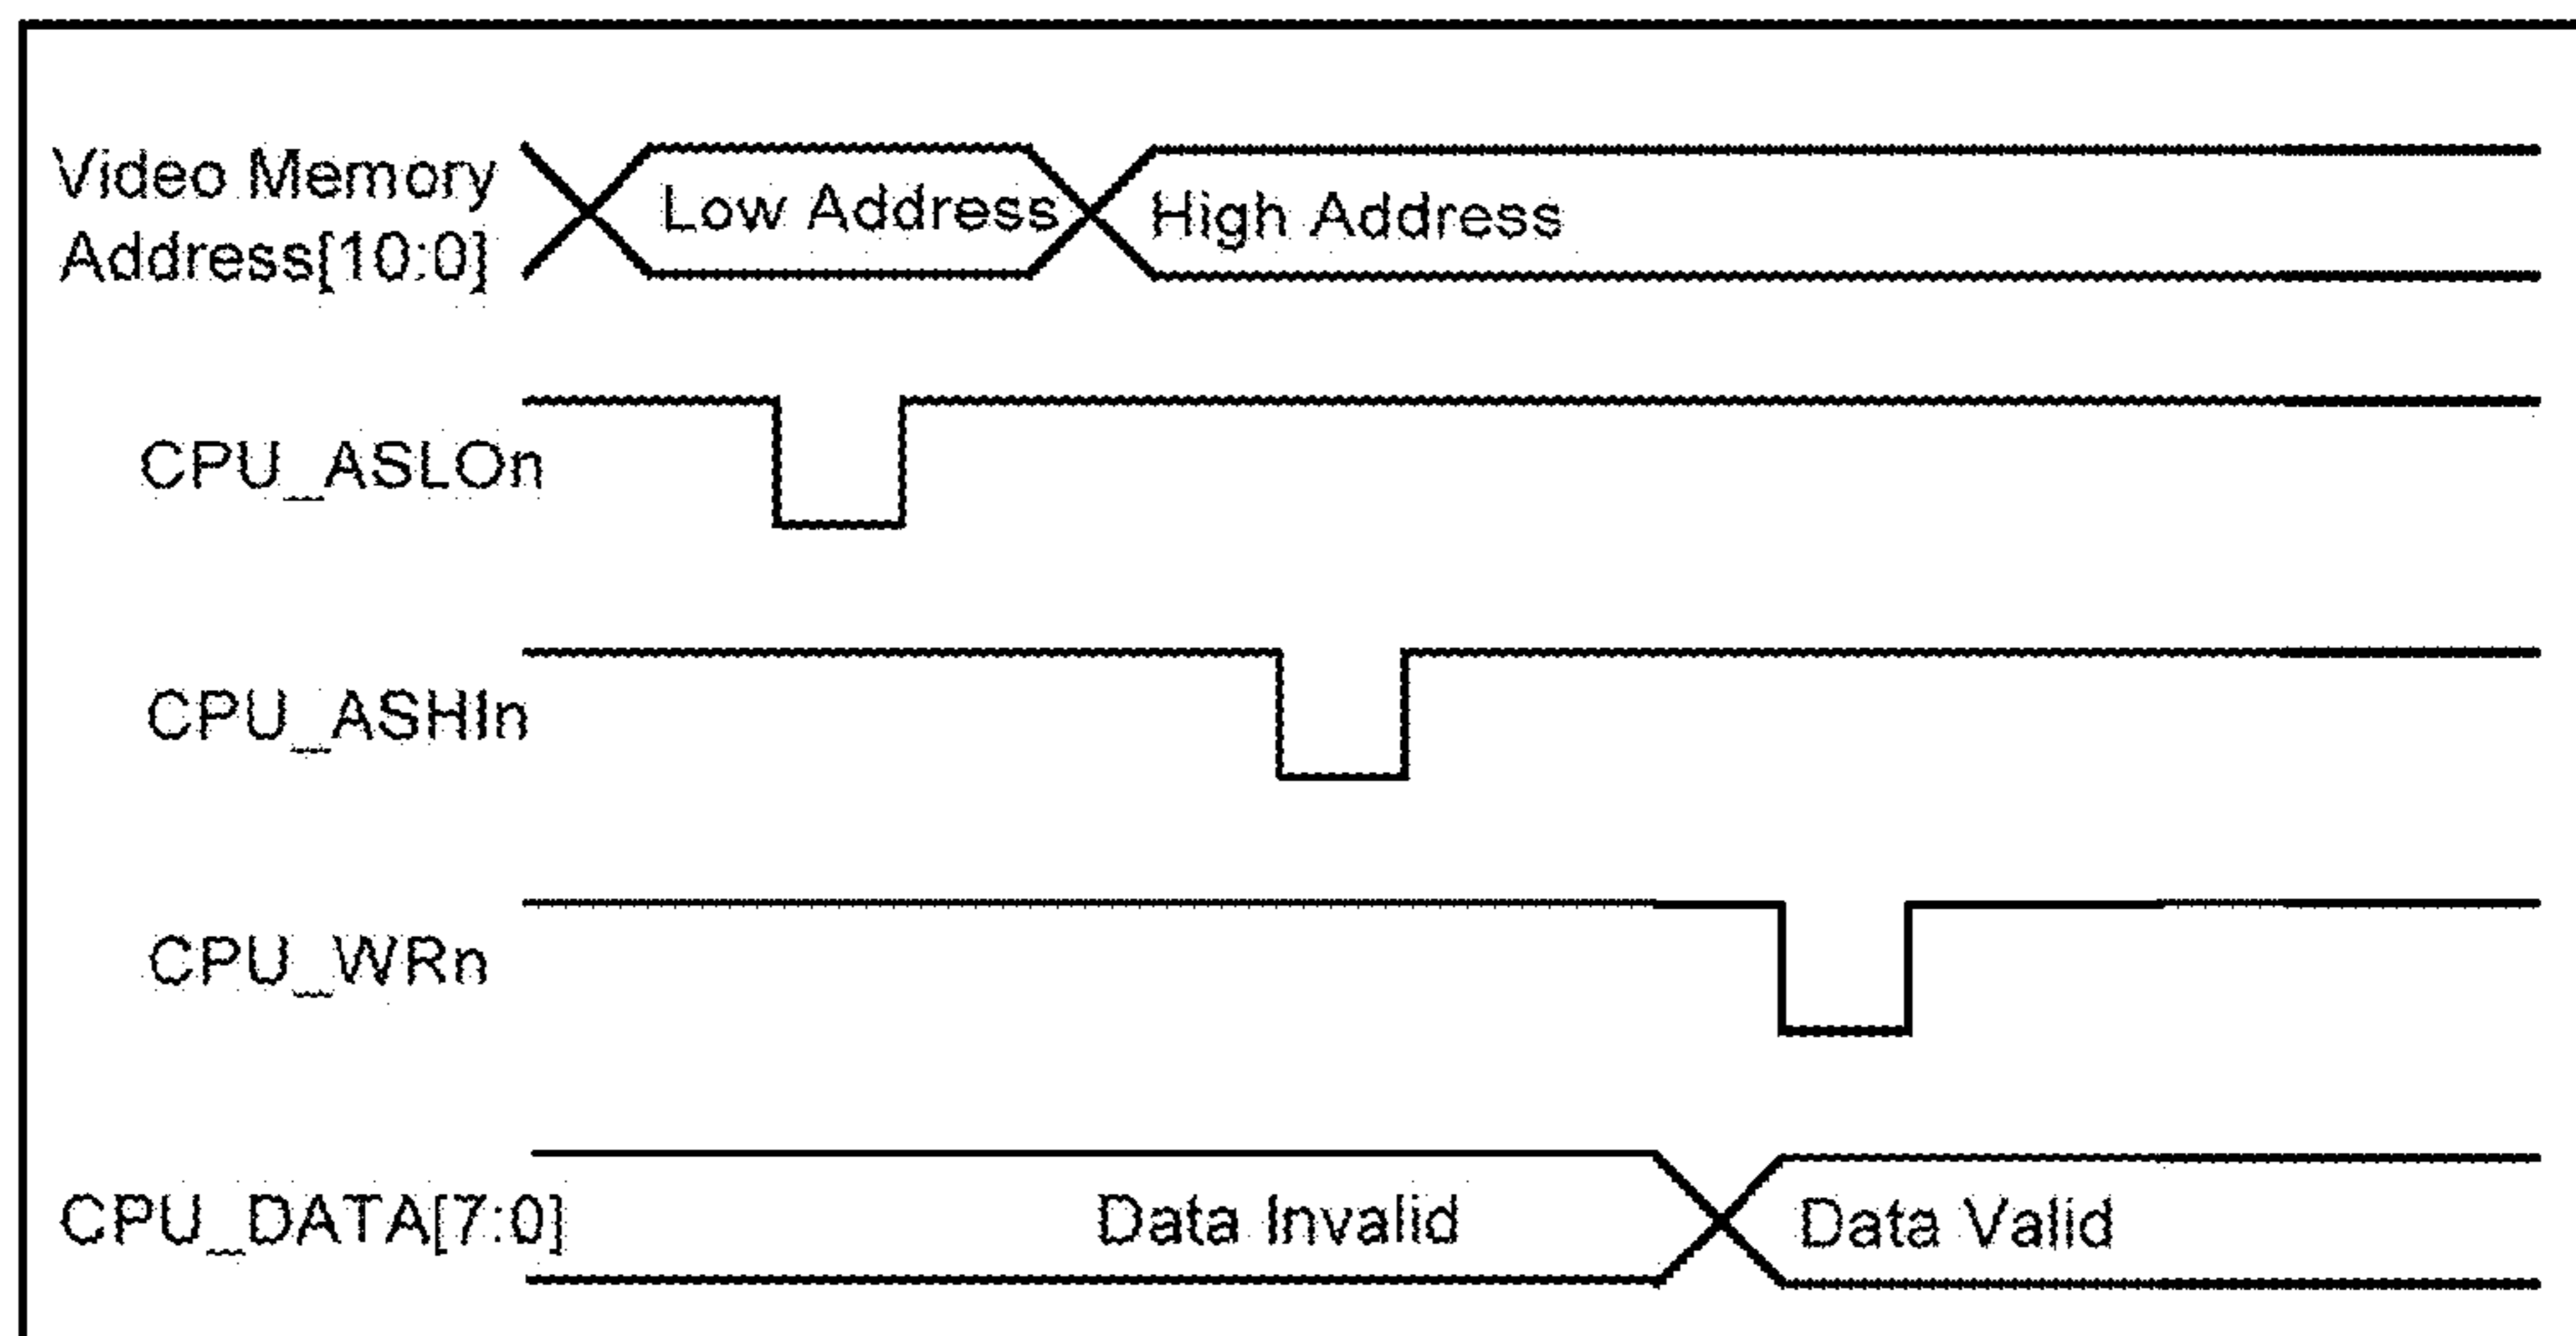 Video Memory
Address[10:0]
Low Address
High Address
CPU_ASLOn
CPU_ASHIn
CPU_WRn
CPU_DATA[7:0]
Data Invalid
Data Valid